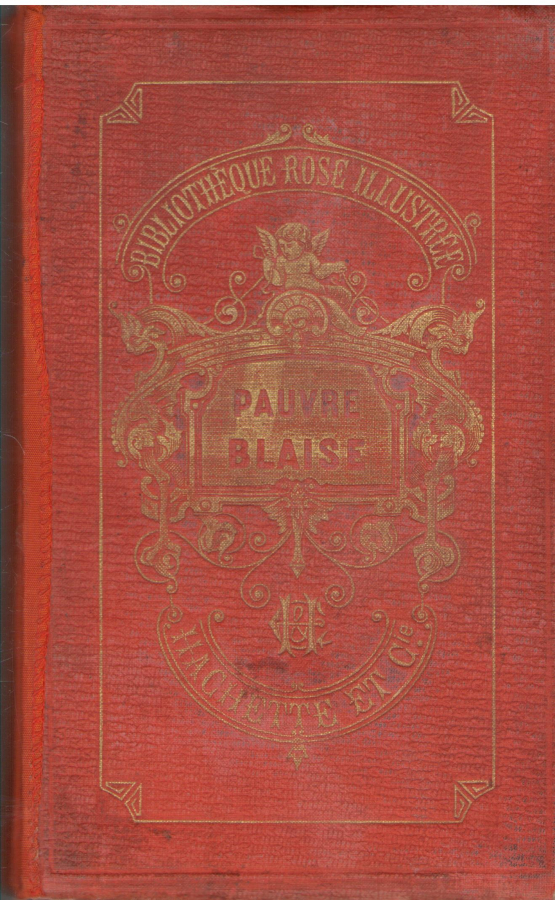 BIBLIOTHÈQUE ROSE ILLUSTRÉE
PAUVRE
BLAISE
H&C
HACHETTE ET Cie.